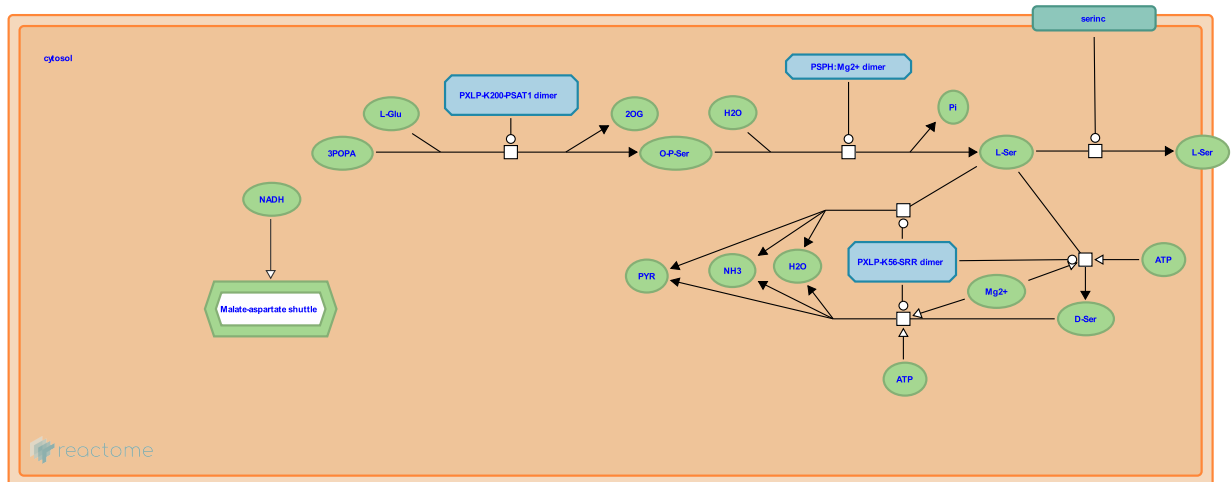 serinc
cytosol
PSPH:Mg2+ dimer
PXLP-K200-PSAT1 dimer
L-Glu
2OG
H2O
Pi
3POPA
O-P-Ser
L-Ser
L-Ser
NADH
PYR
NH3
H2O
PXLP-K56-SRR dimer
ATP
Mg2+
Malate-aspartate shuttle
D-Ser
ATP
reactome